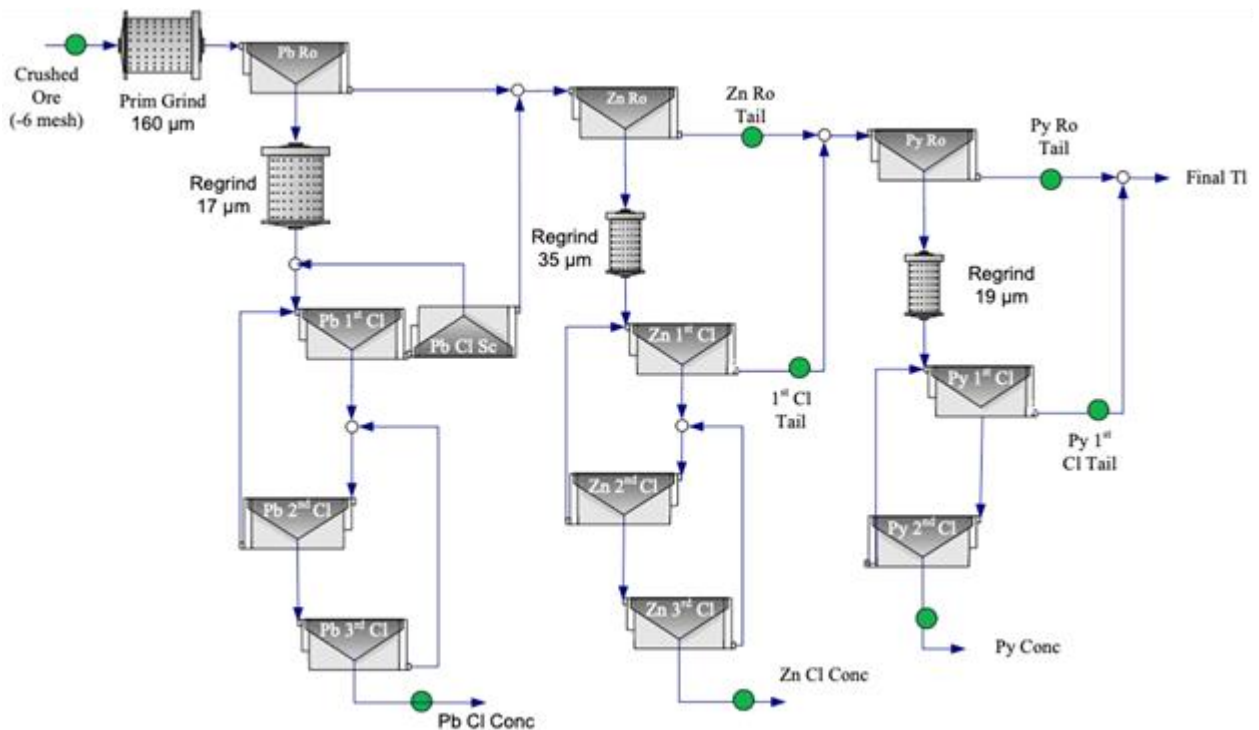 Crushed
Ore
(-6 mesh)
Prim Grind
160 µm
Pb Ro
Regrind
17 µm
Pb 1st Cl
Pb Cl Sc
Pb 2nd Cl
Pb 3rd Cl
Pb Cl Conc
Zn Ro
Zn Ro
Tail
Regrind
35 µm
Zn 1st Cl
1st Cl
Tail
Zn 2nd Cl
Zn 3rd Cl
Zn Cl Conc
Py Ro
Py Ro
Tail
Final Tl
Regrind
19 µm
Py 1st Cl
Py 1st
Cl Tail
Py 2nd Cl
Py Conc